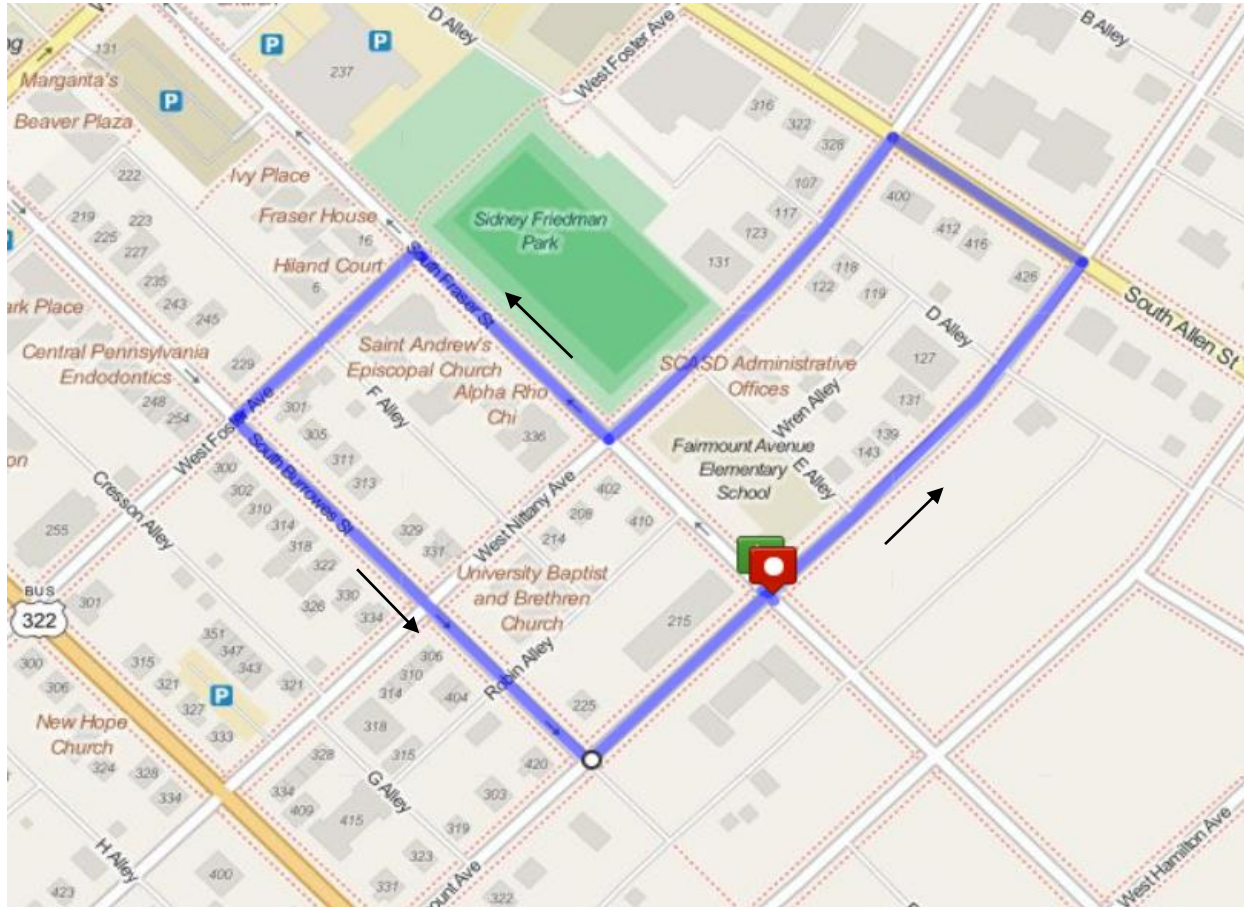 D Alley
B Alley
131
237
Marganta's
Beaver Plaza
P
P
P
West Foster Ave
316
322
328
222
Ivy Place
107
219
223
225
227
Fraser House
16
Sidney Friedman
Park
117
123
400
412
416
235
Hiland Court
6
South Fraser St
131
118
122
119
426
243
245
ark Place
South Allen St
D Alley
Central Pennsylvania
Endodontics
229
Saint Andrew's
Episcopal Church
Alpha Rho
Chi
SCASD Administrative
Offices
127
248
254
West Foster Ave
301
F Alley
305
311
313
336
Wren Alley
131
South Burrowes St
Fairmount Avenue
Elementary
School
139
143
E Alley
on
Cresson Alley
300
302
310
314
318
322
326
330
334
West Nittany Ave
402
208
214
410
329
331
255
BUS
322
301
University Baptist
and Brethren
Church
215
351
347
343
321
315
321
327
333
P
300
306
306
310
314
404
Robin Alley
225
New Hope
Church
318
315
324
328
334
328
420
G Alley
303
334
409
415
319
323
331
H Alley
400
423
ount Ave
322
West Hamilton Ave